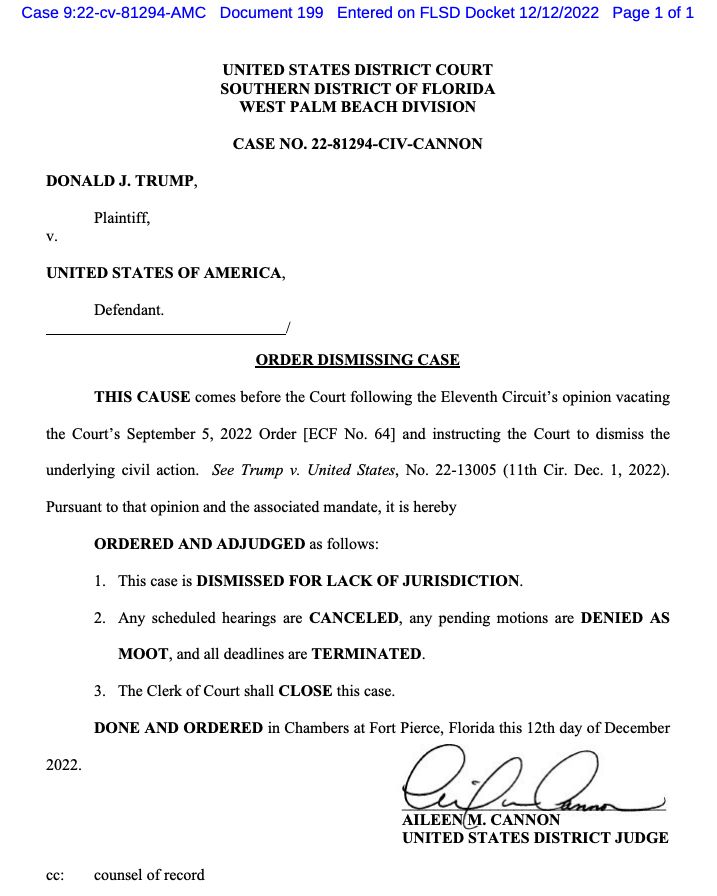 Case 9:22-cv-81294-AMC Document 199 Entered on FLSD Docket 12/12/2022 Page 1 of 1
UNITED STATES DISTRICT COURT
SOUTHERN DISTRICT OF FLORIDA
WEST PALM BEACH DIVISION
CASE NO. 22-81294-CIV-CANNON
DONALD J. TRUMP,
Plaintiff,
v.
UNITED STATES OF AMERICA,
Defendant.
/
ORDER DISMISSING CASE
THIS CAUSE comes before the Court following the Eleventh Circuit’s opinion vacating
the Court’s September 5, 2022 Order [ECF No. 64] and instructing the Court to dismiss the
underlying civil action. See Trump v. United States, No. 22-13005 (11th Cir. Dec. 1, 2022).
Pursuant to that opinion and the associated mandate, it is hereby
ORDERED AND ADJUDGED as follows:
1. This case is DISMISSED FOR LACK OF JURISDICTION.
2. Any scheduled hearings are CANCELED, any pending motions are DENIED AS
MOOT, and all deadlines are TERMINATED.
3. The Clerk of Court shall CLOSE this case.
DONE AND ORDERED in Chambers at Fort Pierce, Florida this 12th day of December
2022.
AILEEN M. CANNON
UNITED STATES DISTRICT JUDGE
cc: counsel of record